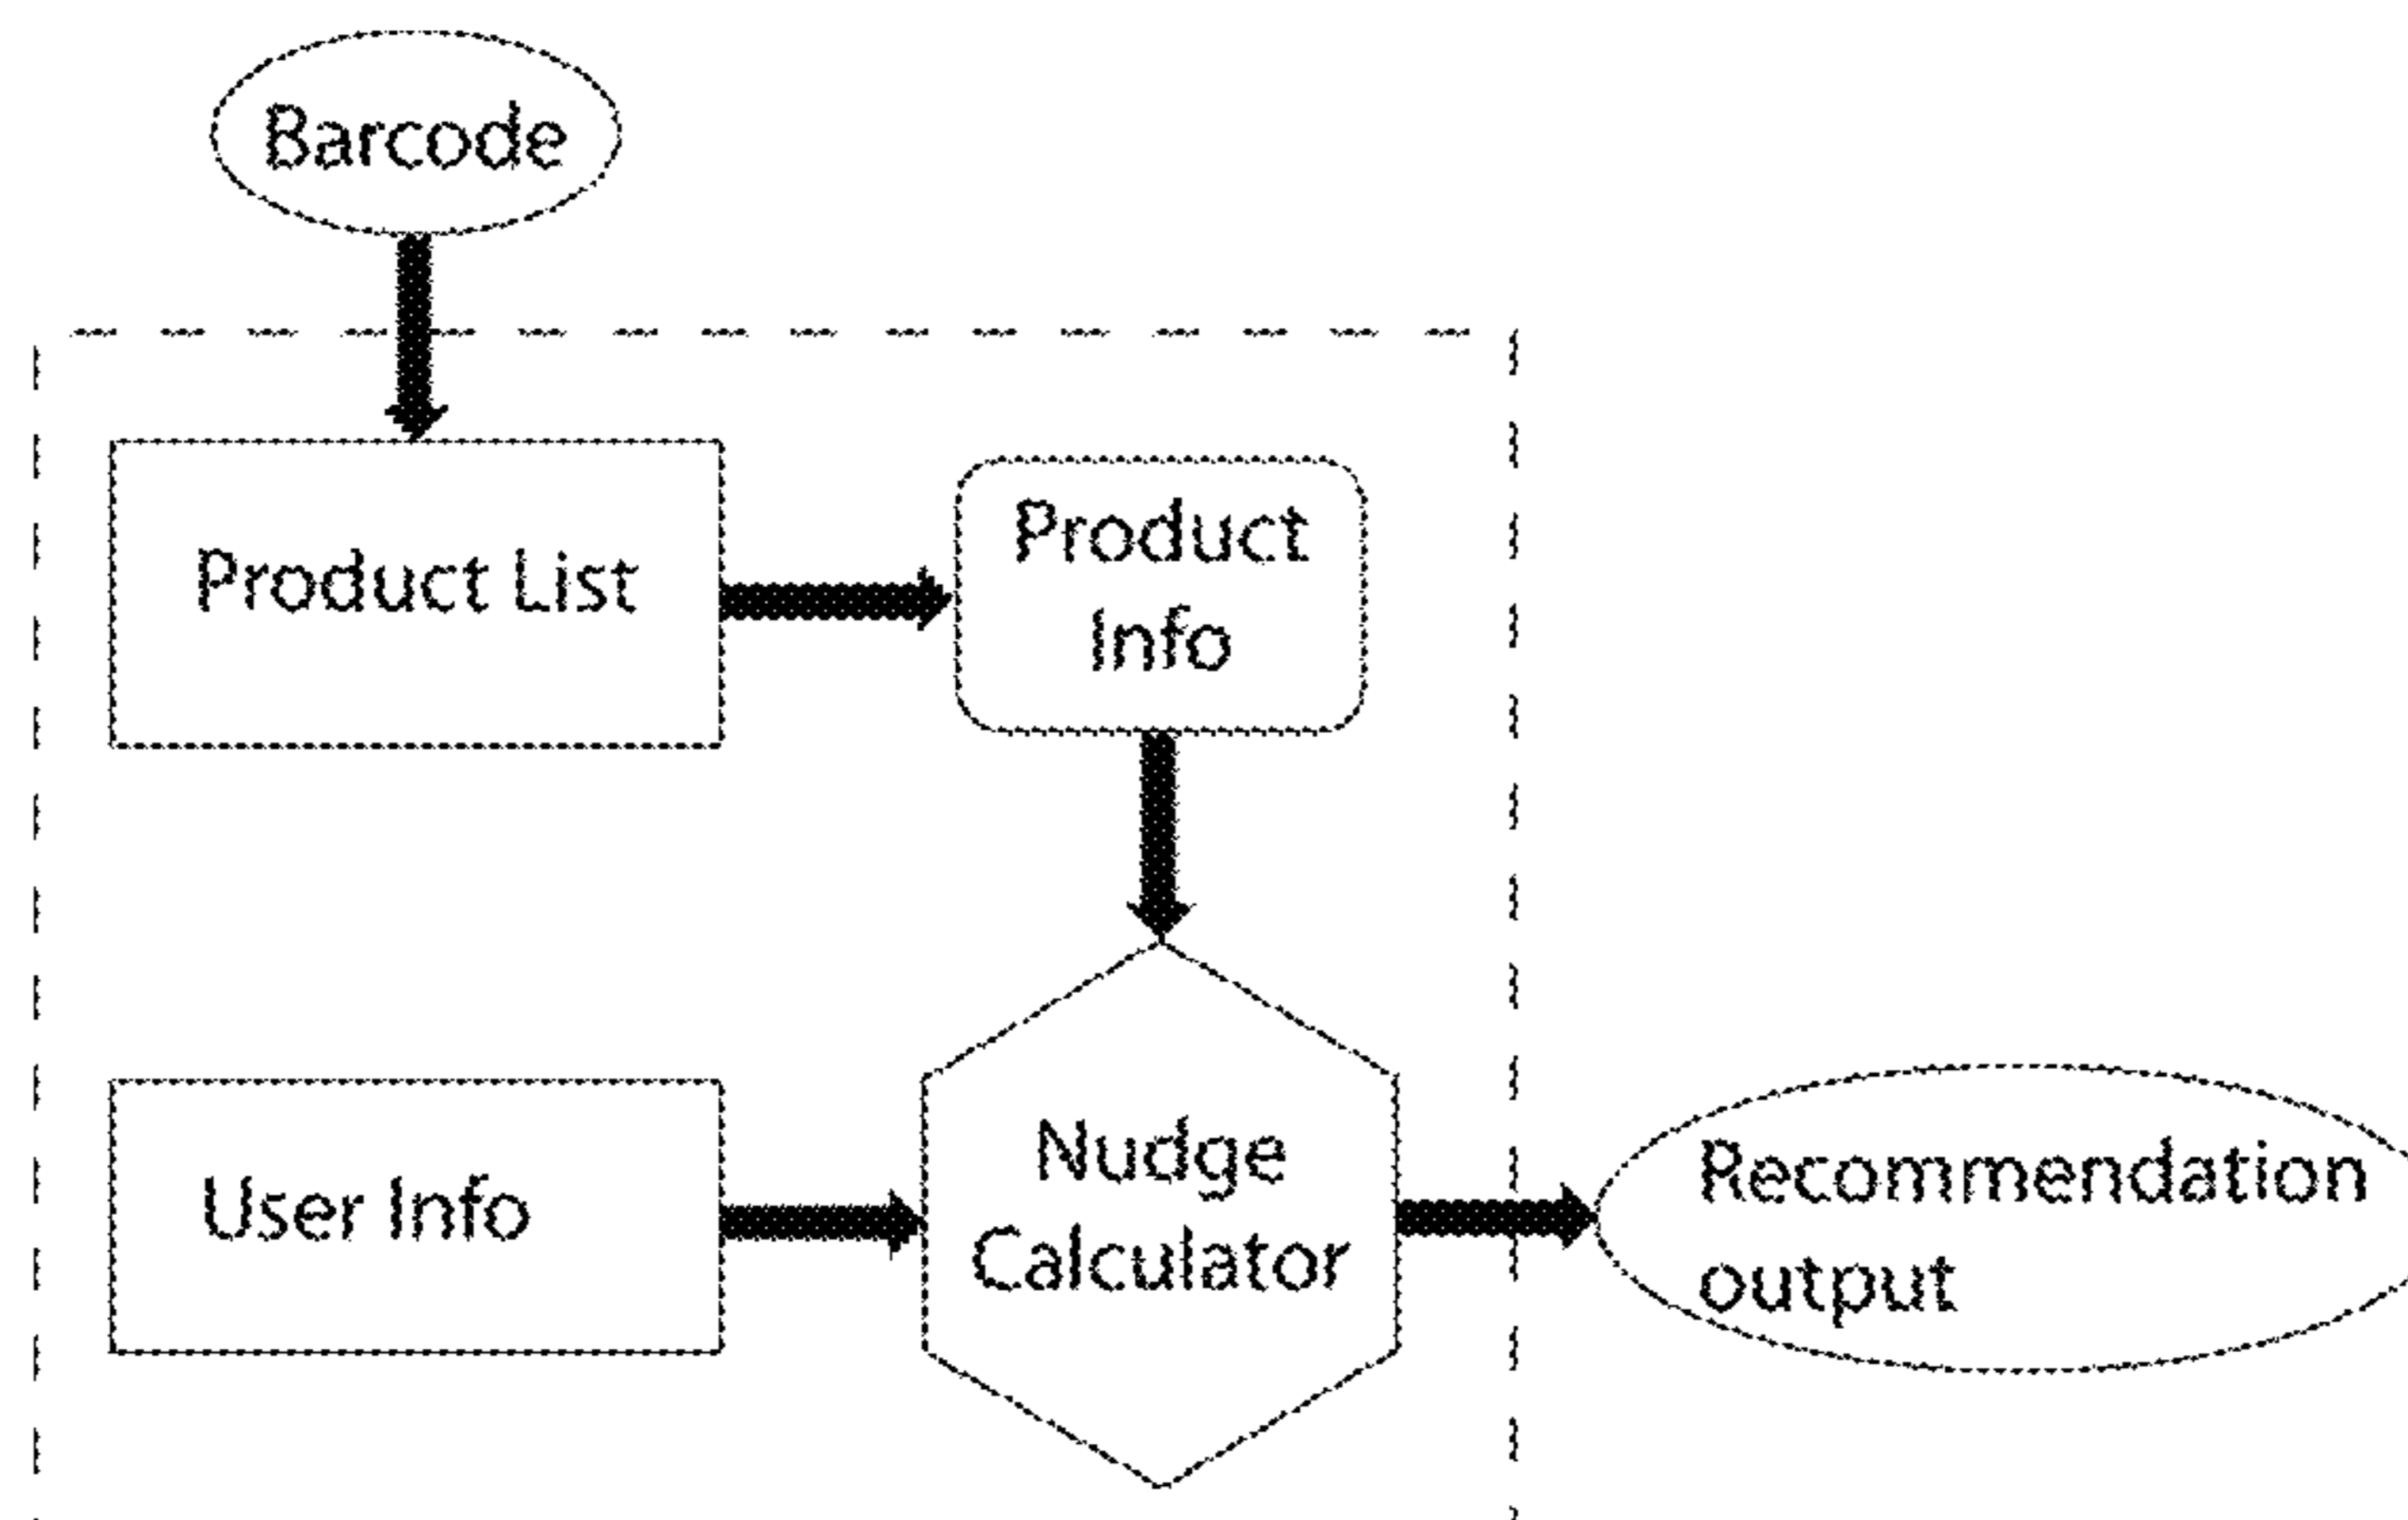 Barcode
Product List
Product
Info
User Info
Nudge
Calculator
Recommendation
output